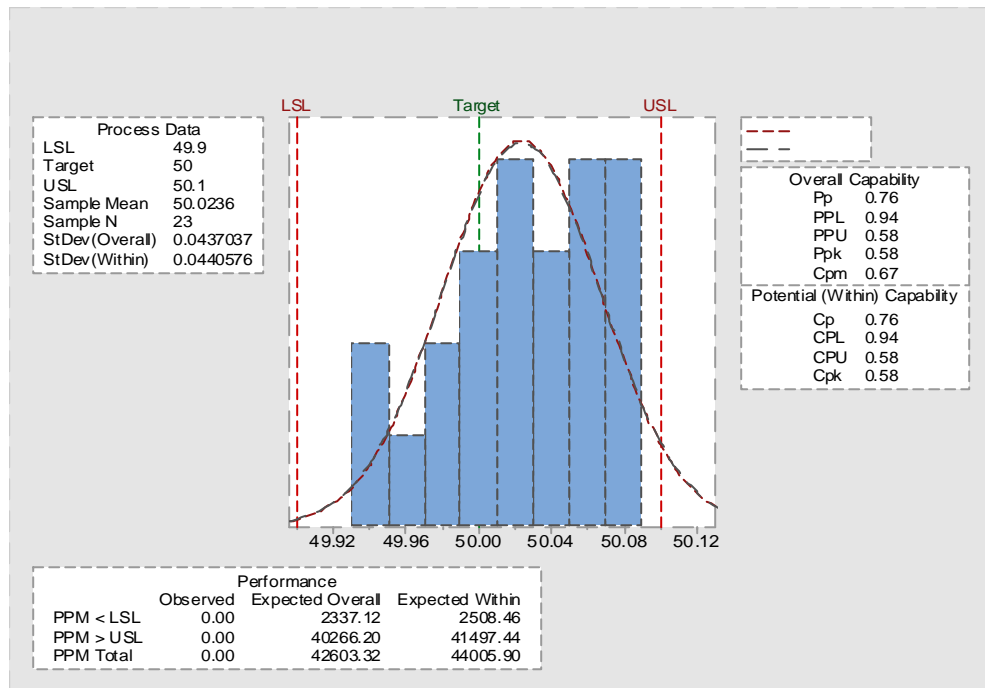 LSL Target USL
Process Data
LSL 49.9
Target 50
USL 50.1
Sample Mean 50.0236
Sample N 23
StDev(Overall) 0.0437037
StDev(Within) 0.0440576
Overall Capability
Pp 0.76
PPL 0.94
PPU 0.58
Ppk 0.58
Cpm 0.67
Potential (Within) Capability
Cp 0.76
CPL 0.94
CPU 0.58
Cpk 0.58
49.92 49.96 50.00 50.04 50.08 50.12
Performance
Observed Expected Overall Expected Within
PPM < LSL 0.00 2337.12 2508.46
PPM > USL 0.00 40266.20 41497.44
PPM Total 0.00 42603.32 44005.90